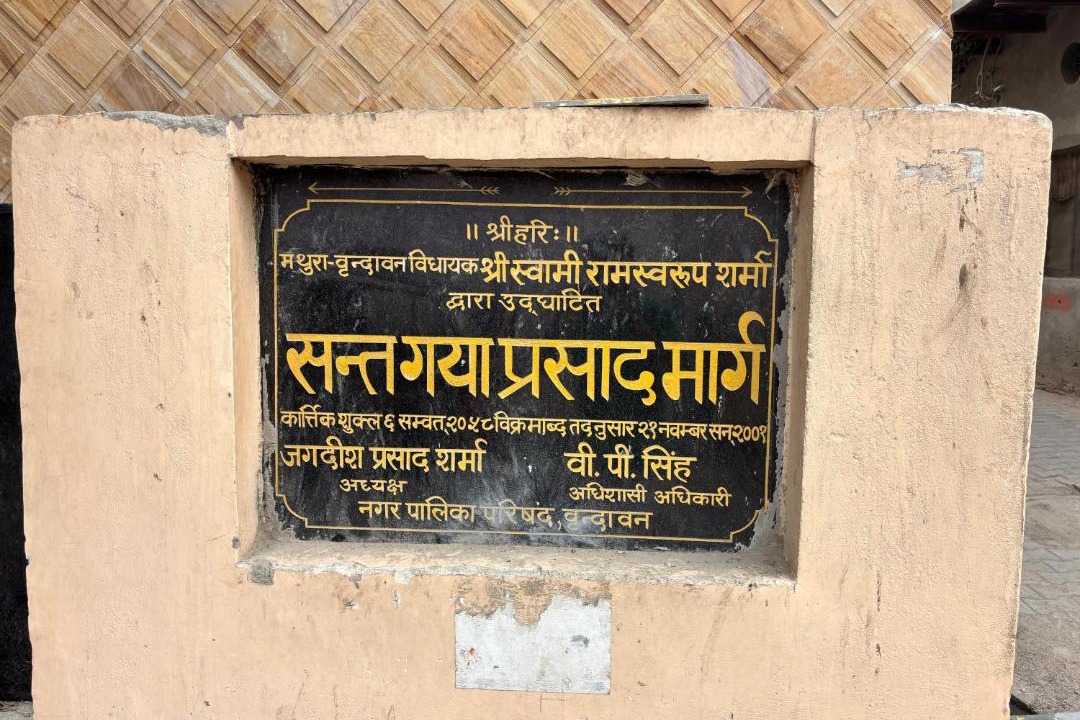 ॥ श्रीहरिः॥
मथुरा-वृन्दावन विधायक श्री स्वामी रामस्वरूप शर्मा
द्वारा उद्घाटित
सन्त गया प्रसाद मार्ग
कार्त्तिक शुक्ल ६ सम्वत् २०५८ विक्रमाब्द तदनुसार २१ नवम्बर सन् २००१
जगदीश प्रसाद शर्मा वी. पी. सिंह
अध्यक्ष अधिशासी अधिकारी
नगर पालिका परिषद, वृन्दावन